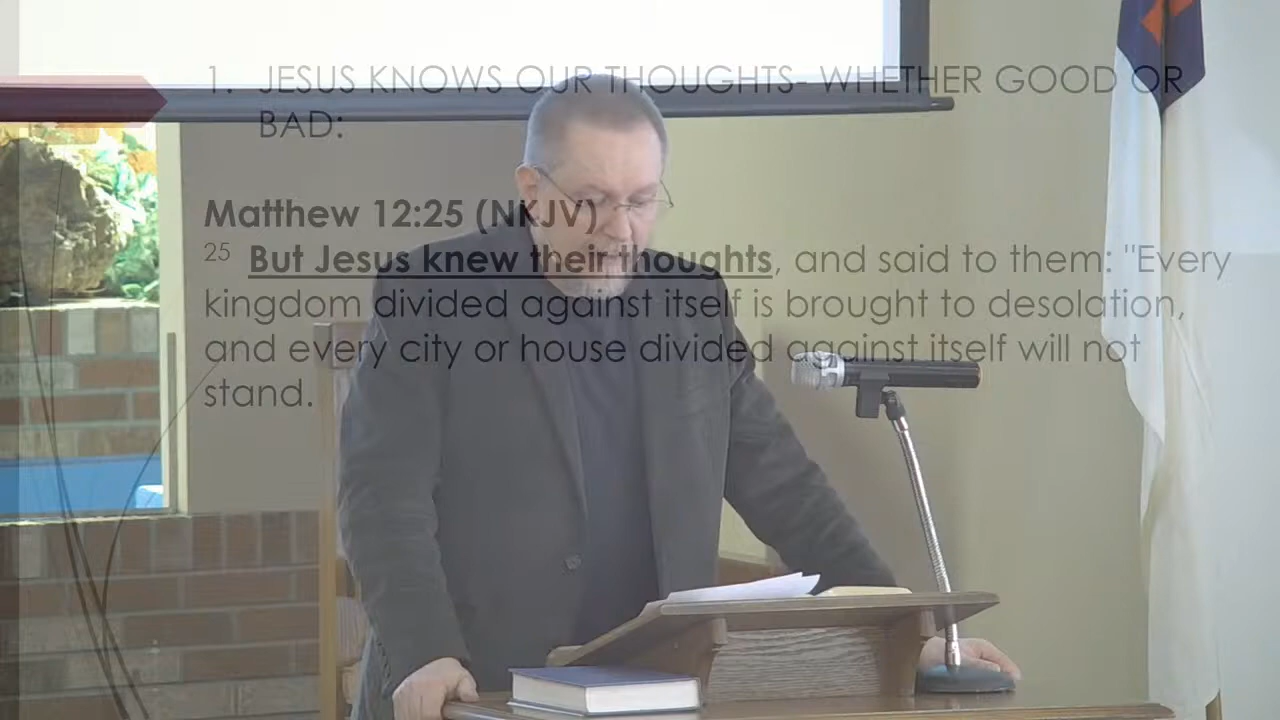 1. JESUS KNOWS OUR THOUGHTS- WHETHER GOOD OR
BAD:
Matthew 12:25 (NKJV)
25 But Jesus knew their thoughts, and said to them: "Every
kingdom divided against itself is brought to desolation,
and every city or house divided against itself will not
stand.